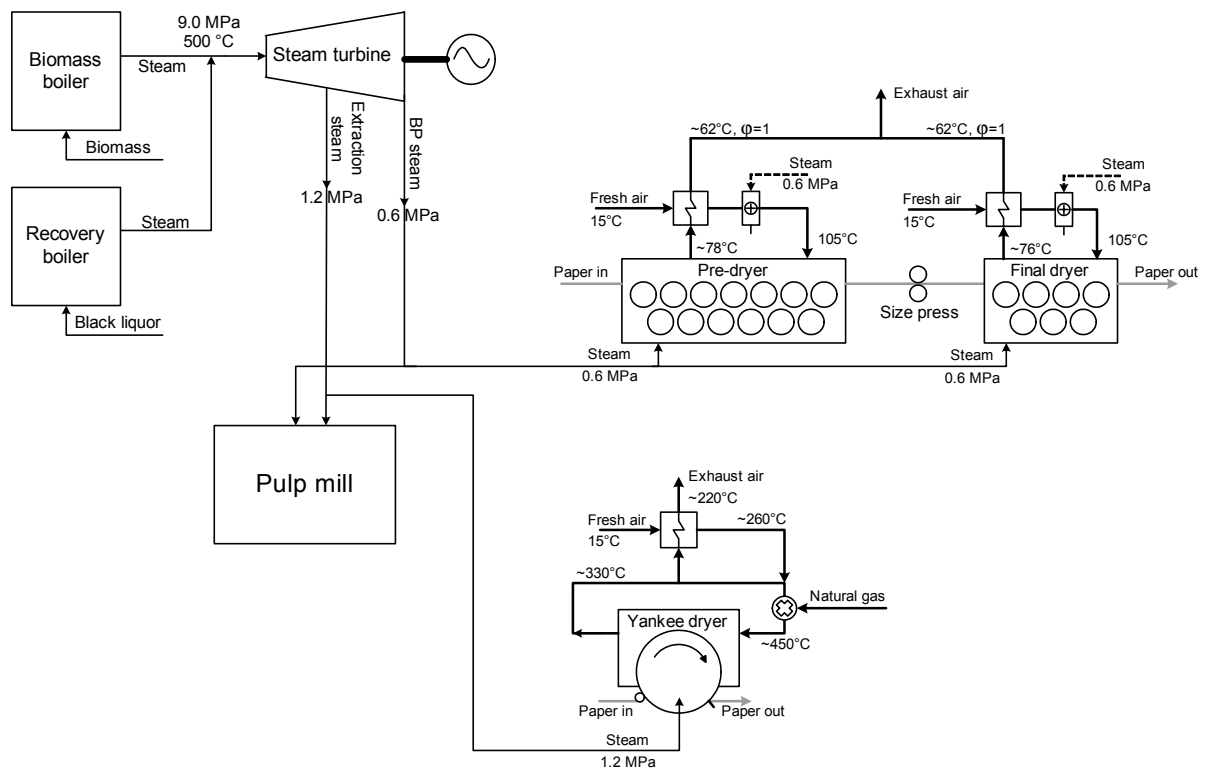 9.0 MPa
500 °C
Biomass
boiler
Steam
Biomass
Recovery
boiler
Steam
Black liquor
Steam turbine
Extraction
steam
1.2 MPa
BP steam
0.6 MPa
Exhaust air
~62°C, φ=1
~62°C, φ=1
Steam
0.6 MPa
Fresh air
15°C
~78°C
105°C
Steam
0.6 MPa
Fresh air
15°C
~76°C
105°C
Paper in
Pre-dryer
Size press
Final dryer
Paper out
Steam
0.6 MPa
Steam
0.6 MPa
Pulp mill
Exhaust air
~220°C
Fresh air
15°C
~260°C
~330°C
Natural gas
Yankee dryer
~450°C
Paper in
Paper out
Steam
1.2 MPa